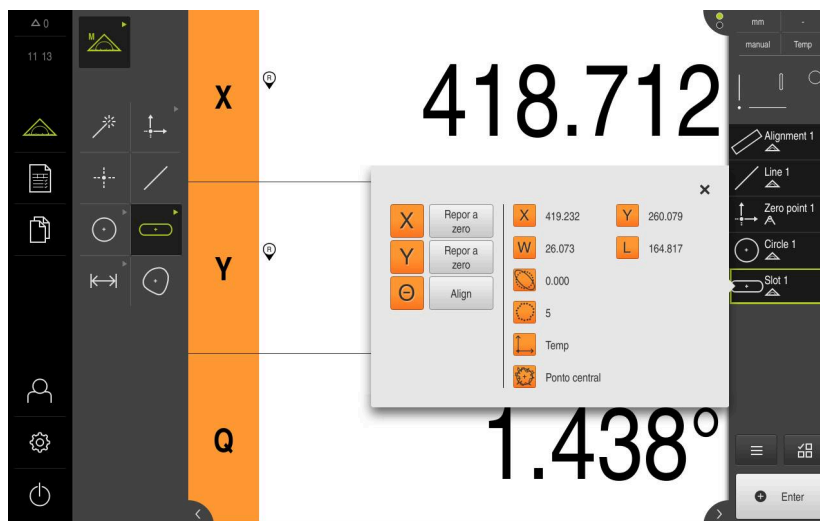 0
11 13
M
X
R
418.712
Y
R
Q
1.438°
X
Repor a
zero
Y
Repor a
zero
Θ
Align
X 419.232 Y 260.079
W 26.073 L 164.817
0.000
5
Temp
Ponto central
mm -
manual Temp
Alignment 1
Line 1
Zero point 1
Circle 1
Slot 1
Enter